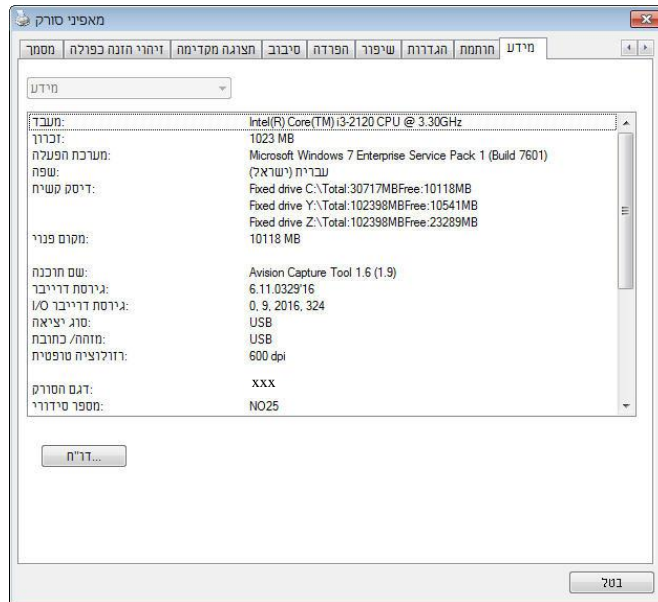 מאפיני סורק
מסמך זיהוי הזנה כפולה תצוגה מקדימה סיבוב הפרדה שיפור הגדרות חותמת מידע
מידע
מעבד: Intel(R) Core(TM) i3-2120 CPU @ 3.30GHz
זכרון: 1023 MB
מערכת הפעלה: Microsoft Windows 7 Enterprise Service Pack 1 (Build 7601)
שפה: עברית (ישראל)
דיסק קשיח: Fixed drive C:\Total:30717MBFree:10118MB
Fixed drive Y:\Total:102398MBFree:10541MB
Fixed drive Z:\Total:102398MBFree:23289MB
מקום פנוי: 10118 MB
שם תוכנה: Avision Capture Tool 1.6 (1.9)
גירסת דרייבר: 6.11.0329'16
גירסת דרייבר I/O: 0, 9, 2016, 324
סוג יציאה: USB
מזהה/ כתובת: USB
רזולוציה טופטית: 600 dpi
דגם הסורק: xxx
מספר סידורי: NO25
דו"ח...
בטל